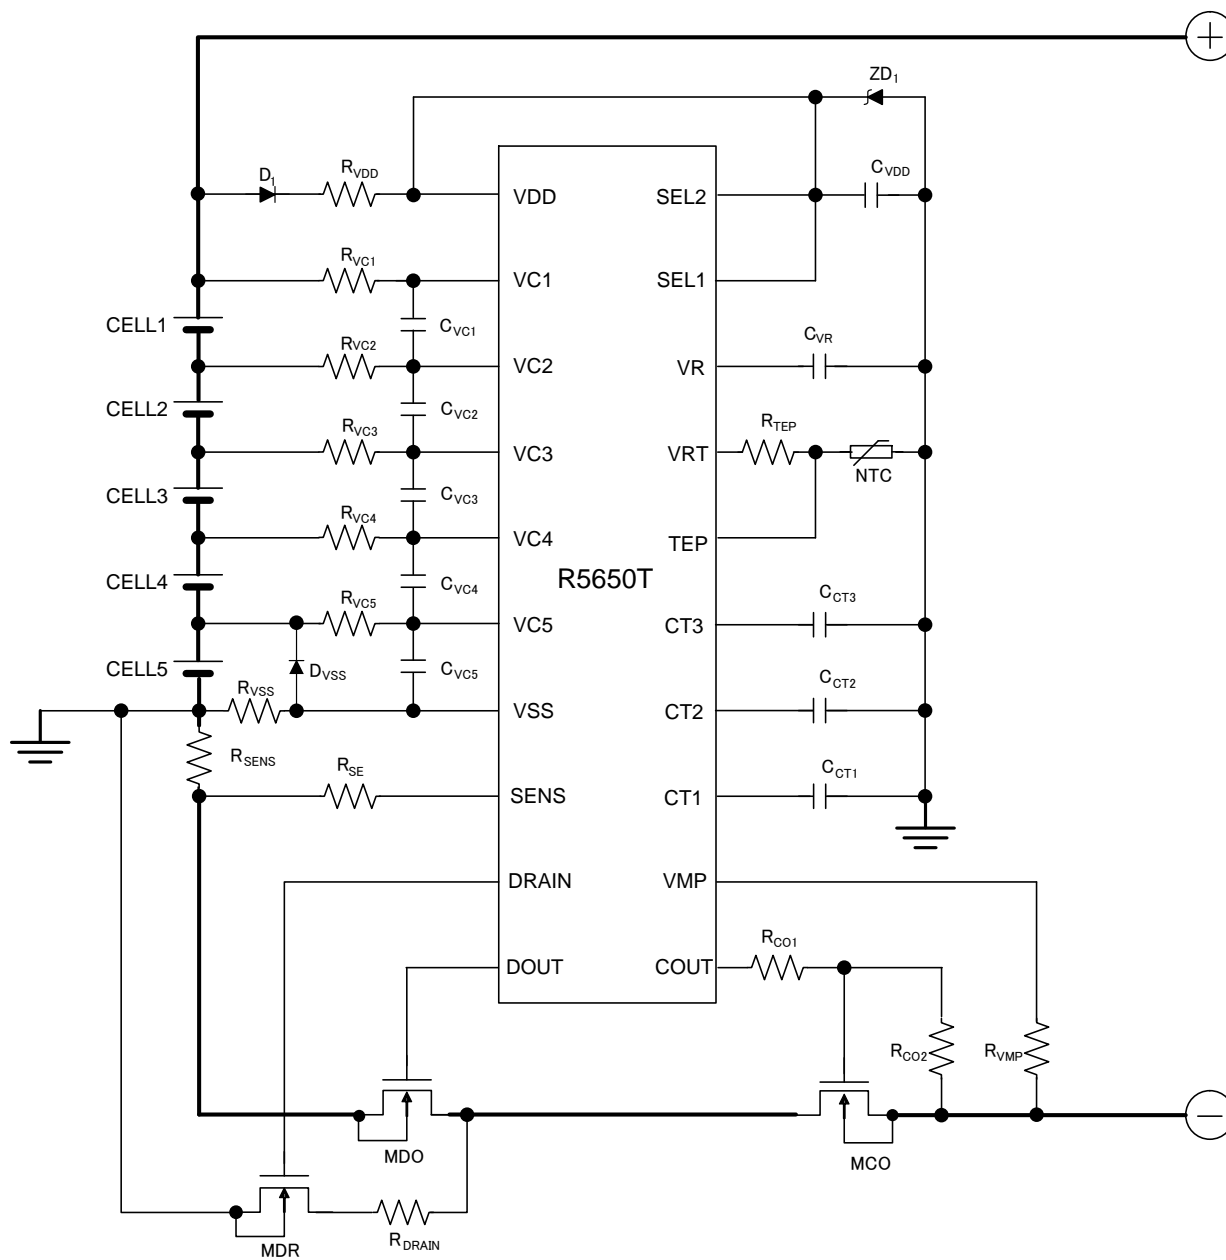 +
ZD1
D1
RVDD
CVDD
VDD
SEL2
RVC1
VC1
SEL1
CELL1
CVC1
CVR
RVC2
VC2
VR
CELL2
CVC2
RTEP
RVC3
VC3
VRT
NTC
CELL3
CVC3
RVC4
VC4
TEP
R5650T
CELL4
CVC4
CCT3
RVC5
VC5
CT3
CELL5
DVSS
CVC5
CCT2
RVSS
VSS
CT2
RSENS
RSE
CCT1
SENS
CT1
DRAIN
VMP
RCO1
DOUT
COUT
RCO2
RVMP
−
MDO
MCO
MDR
RDRAIN